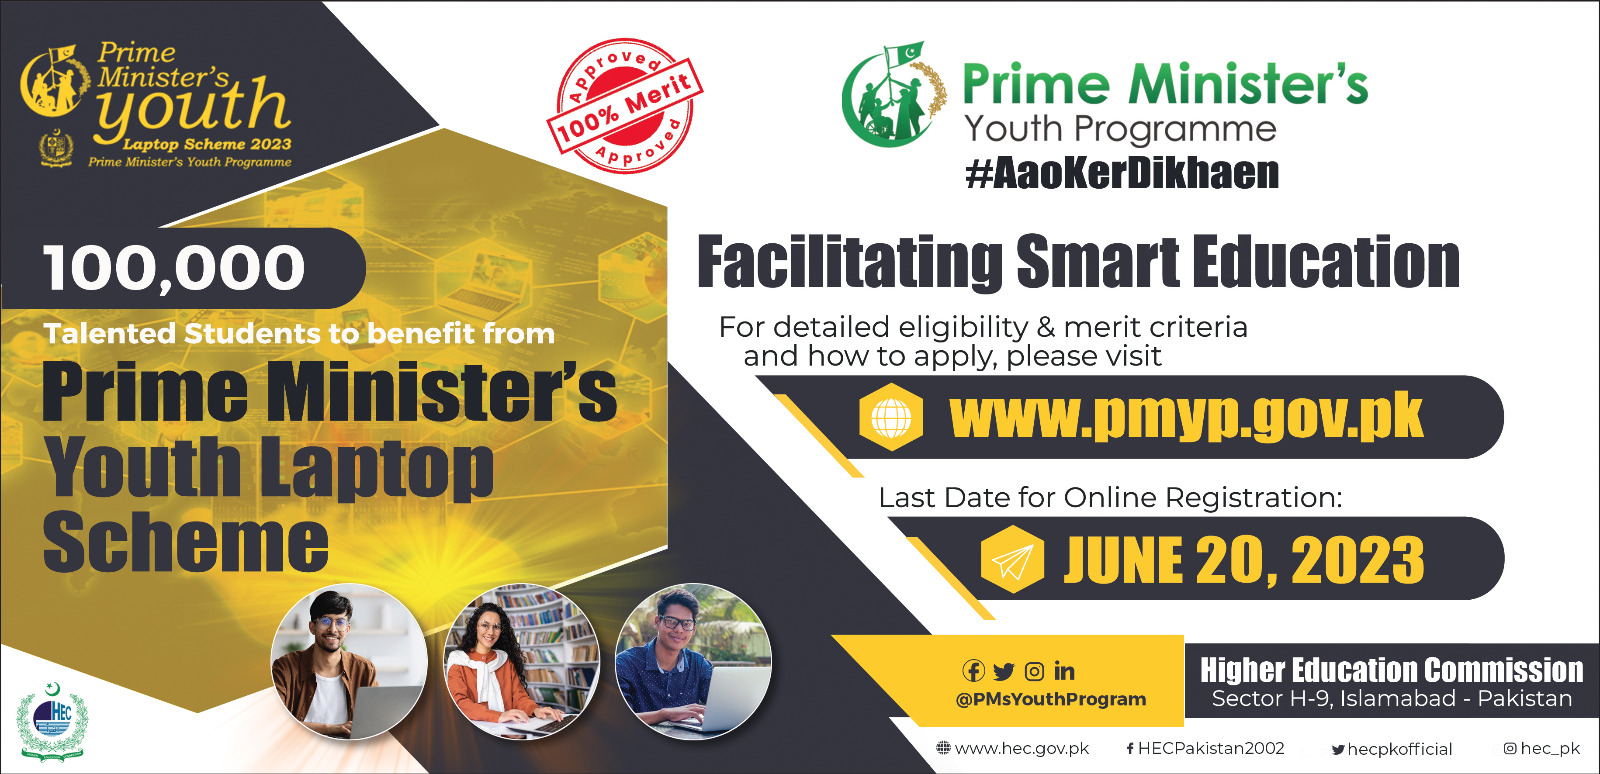 Prime
Minister's
youth
Laptop Scheme 2023
Prime Minister's Youth Programme
Approved
100% Merit
Approved
Prime Minister's
Youth Programme
#AaoKerDikhaen
100,000
Talented Students to benefit from
Prime Minister's
Youth Laptop
Scheme
Facilitating Smart Education
For detailed eligibility & merit criteria
and how to apply, please visit
www.pmyp.gov.pk
Last Date for Online Registration:
JUNE 20, 2023
@PMsYouthProgram
Higher Education Commission
Sector H-9, Islamabad - Pakistan
HEC
www.hec.gov.pk
HECPakistan2002
hecpkofficial
hec_pk